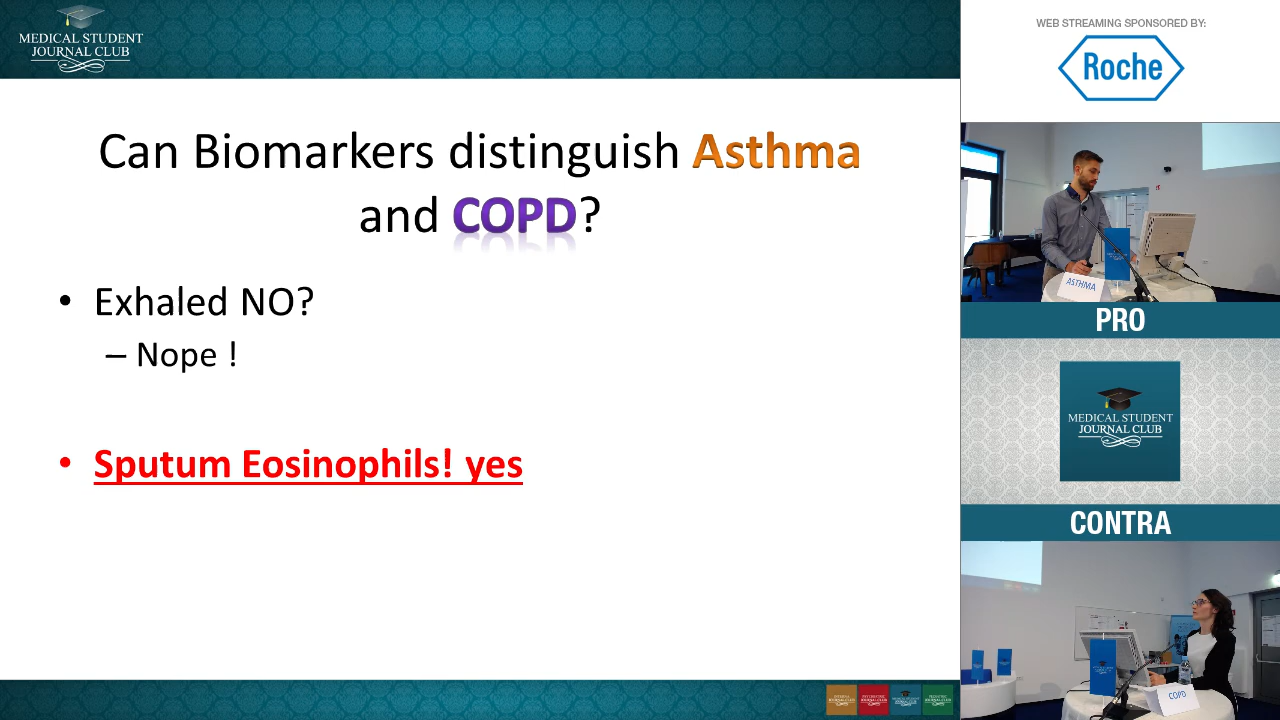 MEDICAL STUDENT
JOURNAL CLUB
Can Biomarkers distinguish Asthma
and COPD?
• Exhaled NO?
– Nope !
• Sputum Eosinophils! yes
WEB STREAMING SPONSORED BY:
Roche
ASTHMA
PRO
MEDICAL STUDENT
JOURNAL CLUB
CONTRA
COPD